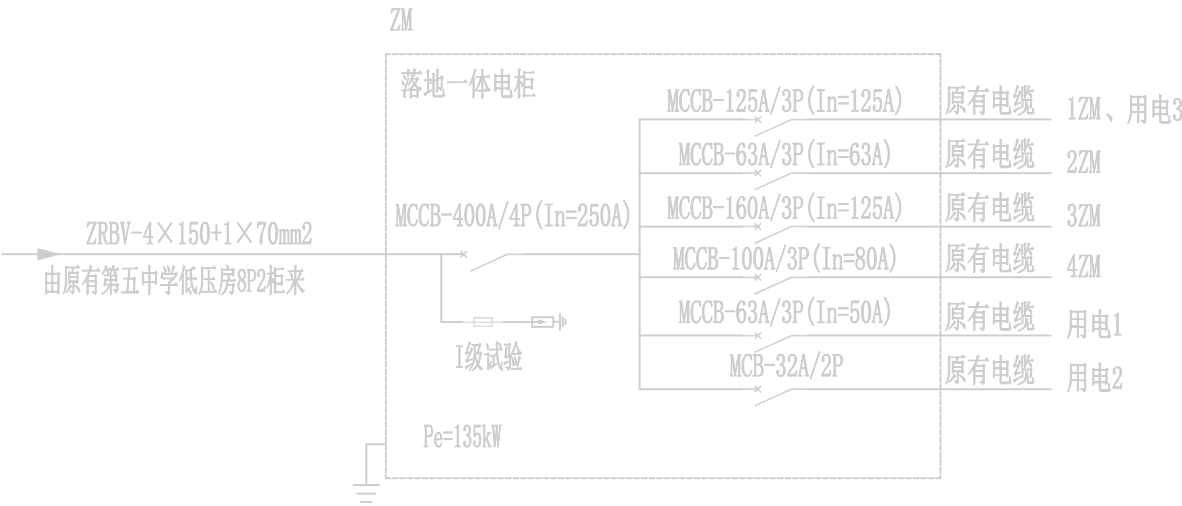 ZM
落地一体电柜
MCCB-125A/3P(In=125A)
原有电缆
1ZM、用电3
MCCB-63A/3P(In=63A)
原有电缆
2ZM
MCCB-160A/3P(In=125A)
原有电缆
3ZM
MCCB-400A/4P(In=250A)
ZRBV-4×150+1×70mm2
由原有第五中学低压房8P2柜来
MCCB-100A/3P(In=80A)
原有电缆
4ZM
MCCB-63A/3P(In=50A)
原有电缆
用电1
I级试验
MCB-32A/2P
原有电缆
用电2
Pe=135kW